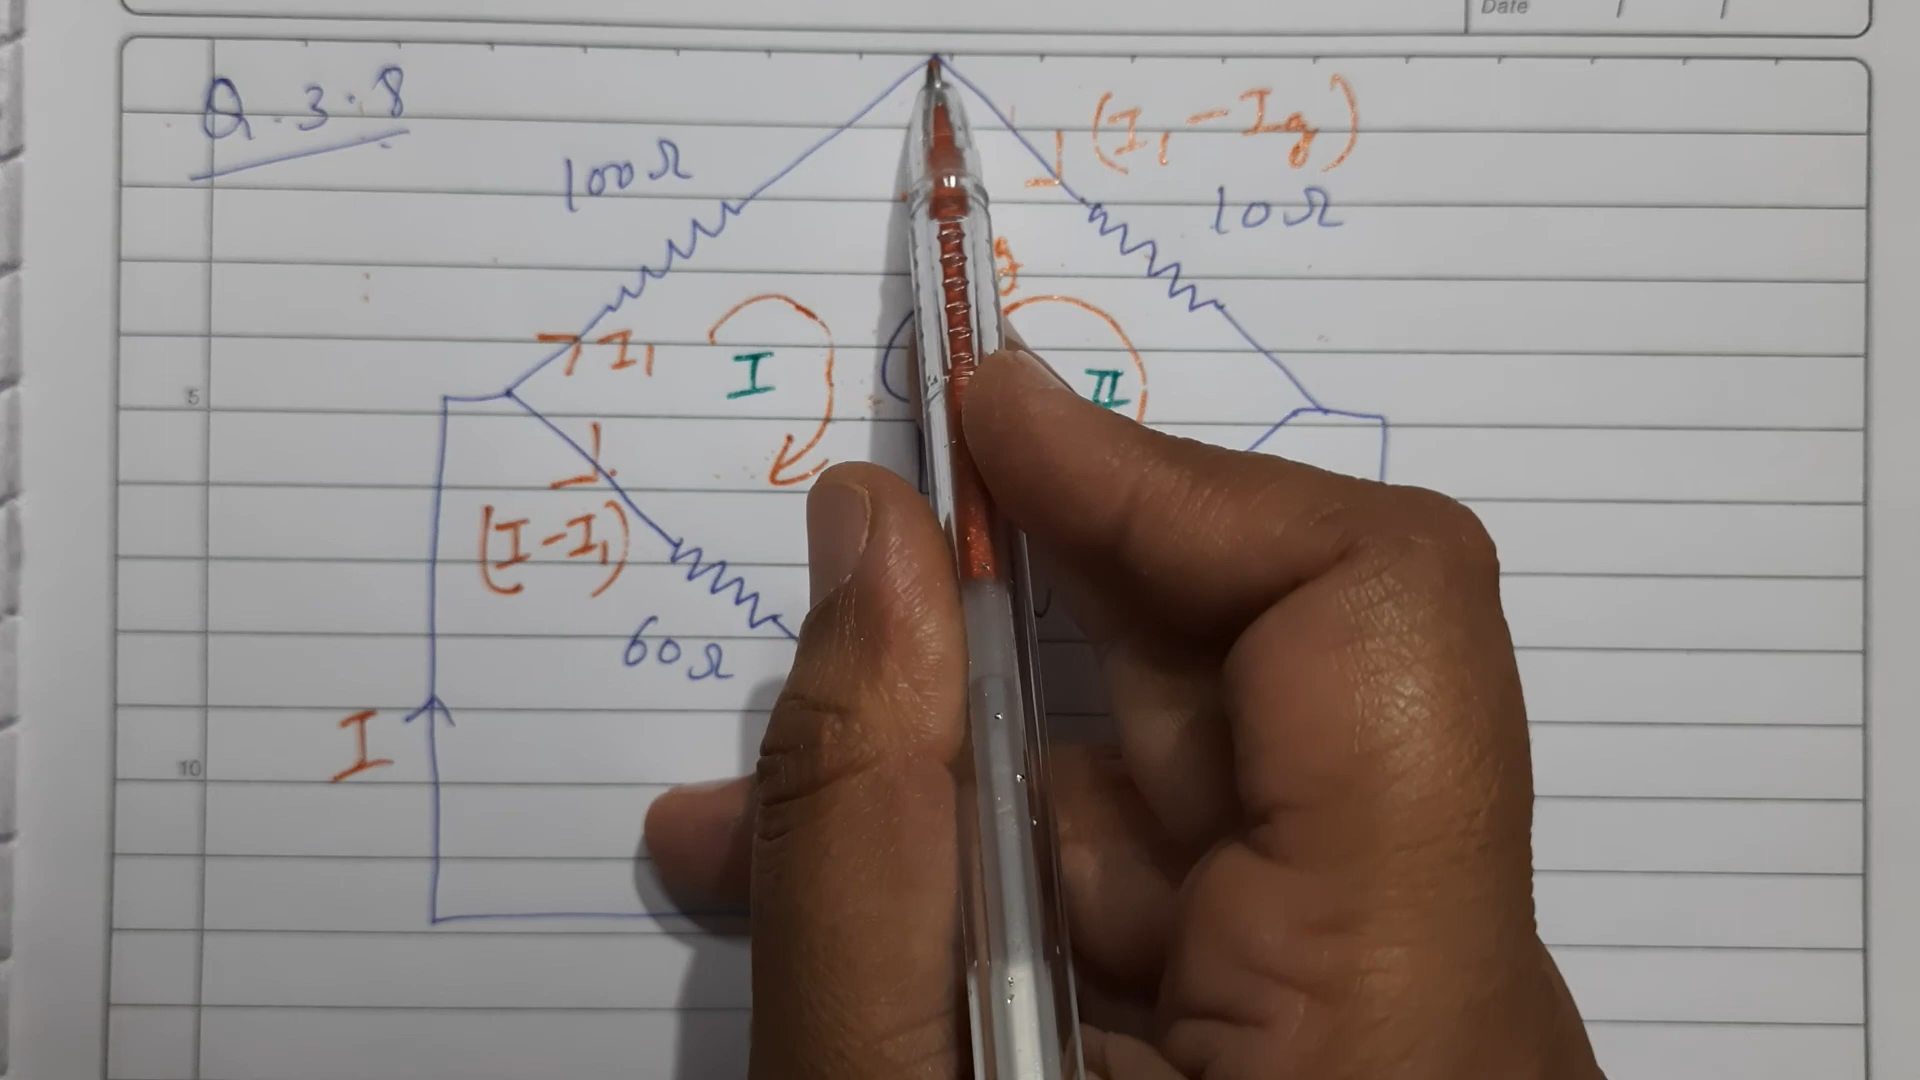 Date / /
Q.3.8
(I₁ - Ig)
100Ω
10Ω
g
I₁
I
II
5
(I - I₁)
60Ω
I
10